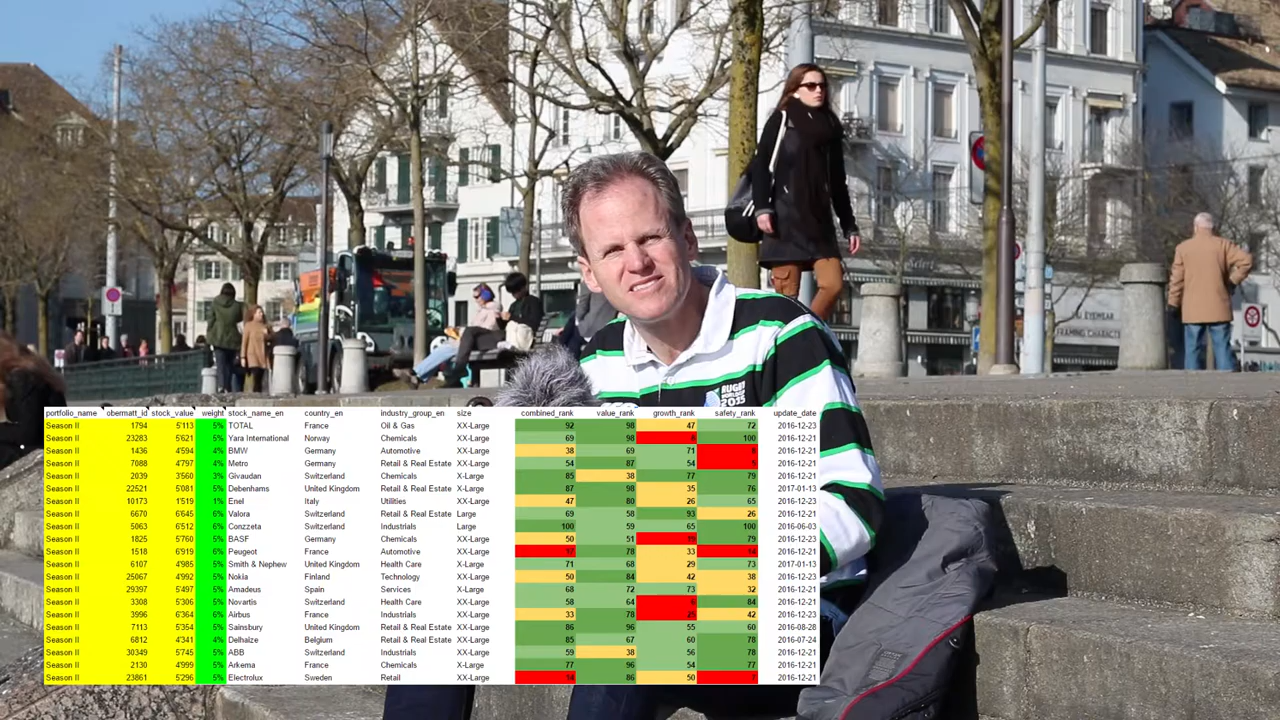 EYEWEAR
FRAMING CHARACTE
RUGBY
2015
portfolio_name obermatt_id stock_value weight stock_name_en country_en industry_group_en size combined_rank value_rank growth_rank safety_rank update_date
Season II 1794 5'113 5% TOTAL France Oil & Gas XX-Large 92 98 47 72 2016-12-23
Season II 23283 5'621 5% Yara International Norway Chemicals XX-Large 69 98 100 2016-12-21
Season II 1436 4'594 4% BMW Germany Automotive XX-Large 38 69 71 2016-12-21
Season II 7088 4'797 4% Metro Germany Retail & Real Estate XX-Large 54 87 54 2016-12-21
Season II 2039 3'560 3% Givaudan Switzerland Chemicals X-Large 85 38 77 79 2016-12-21
Season II 22521 5'081 5% Debenhams United Kingdom Retail & Real Estate X-Large 87 98 35 76 2017-01-13
Season II 10173 1'519 1% Enel Italy Utilities XX-Large 47 80 26 65 2016-12-23
Season II 6670 6'645 6% Valora Switzerland Retail & Real Estate Large 69 58 93 26 2016-12-21
Season II 5063 6'512 6% Conzzeta Switzerland Industrials Large 100 59 65 100 2016-06-03
Season II 1825 5'760 5% BASF Germany Chemicals XX-Large 50 51 19 79 2016-12-23
Season II 1518 6'919 6% Peugeot France Automotive XX-Large 17 78 33 14 2016-12-21
Season II 6107 4'985 5% Smith & Nephew United Kingdom Health Care X-Large 71 68 29 73 2017-01-13
Season II 25067 4'992 5% Nokia Finland Technology XX-Large 50 84 42 38 2016-12-23
Season II 29397 5'497 5% Amadeus Spain Services X-Large 68 72 73 32 2016-12-21
Season II 3308 5'306 5% Novartis Switzerland Health Care XX-Large 58 64 6 84 2016-12-21
Season II 3996 6'364 6% Airbus France Industrials XX-Large 33 78 25 42 2016-12-23
Season II 7113 5'354 5% Sainsbury United Kingdom Retail & Real Estate XX-Large 86 96 55 60 2016-08-28
Season II 6812 4'341 4% Delhaize Belgium Retail & Real Estate XX-Large 85 67 60 78 2016-07-24
Season II 30349 5'745 5% ABB Switzerland Industrials XX-Large 59 38 56 78 2016-12-21
Season II 2130 4'999 5% Arkema France Chemicals X-Large 77 96 54 77 2016-12-21
Season II 23861 5'296 5% Electrolux Sweden Retail XX-Large 14 86 50 7 2016-12-21